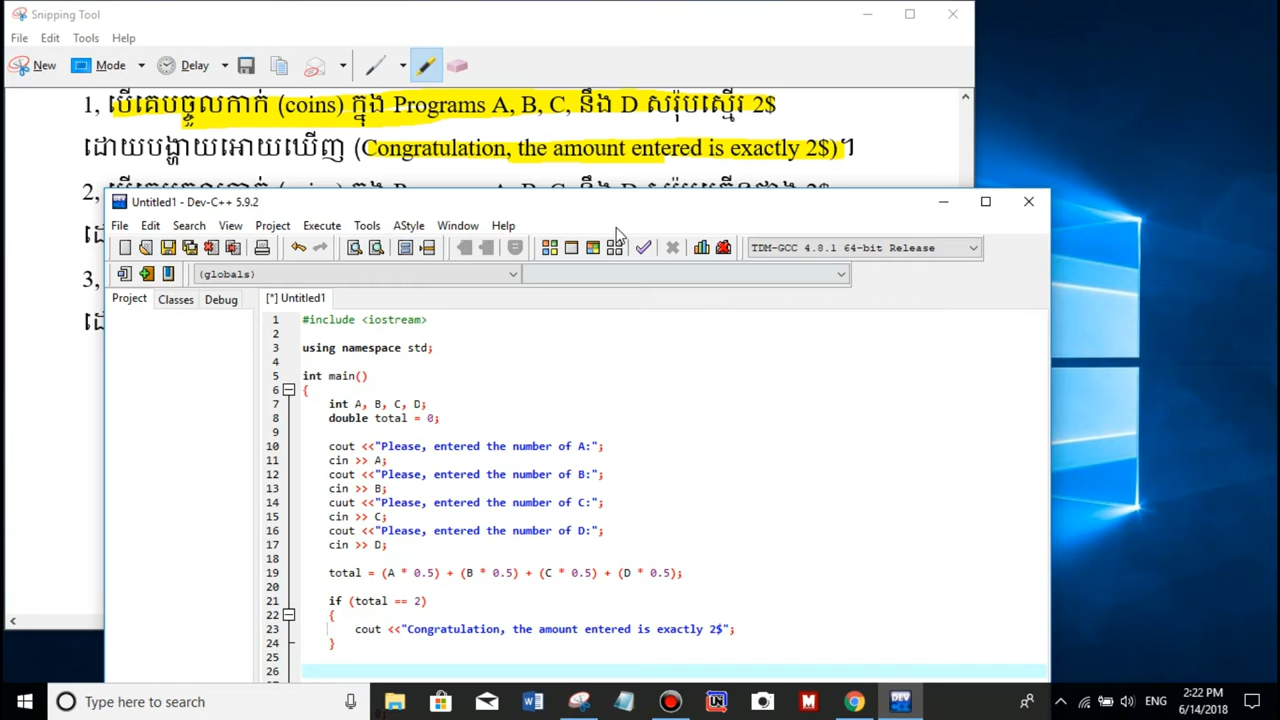 Snipping Tool
File Edit Tools Help
New Mode Delay
1, បើគេបច្ចូលកាក់ (coins) ក្នុង Programs A, B, C, នឹង D សរ៉ុបស្មើរ 2$
ដោយបង្ហាយអោយឃើញ (Congratulation, the amount entered is exactly 2$)។
2,
3,
Untitled1 - Dev-C++ 5.9.2
File Edit Search View Project Execute Tools AStyle Window Help
TDM-GCC 4.8.1 64-bit Release
(globals)
Project Classes Debug [*] Untitled1
1 #include <iostream>
2
3 using namespace std;
4
5 int main()
6 {
7 int A, B, C, D;
8 double total = 0;
9
10 cout <<"Please, entered the number of A:";
11 cin >> A;
12 cout <<"Please, entered the number of B:";
13 cin >> B;
14 cuut <<"Please, entered the number of C:";
15 cin >> C;
16 cout <<"Please, entered the number of D:";
17 cin >> D;
18
19 total = (A * 0.5) + (B * 0.5) + (C * 0.5) + (D * 0.5);
20
21 if (total == 2)
22 {
23 cout <<"Congratulation, the amount entered is exactly 2$";
24 }
25
26
Type here to search
DEV
ENG
2:22 PM
6/14/2018